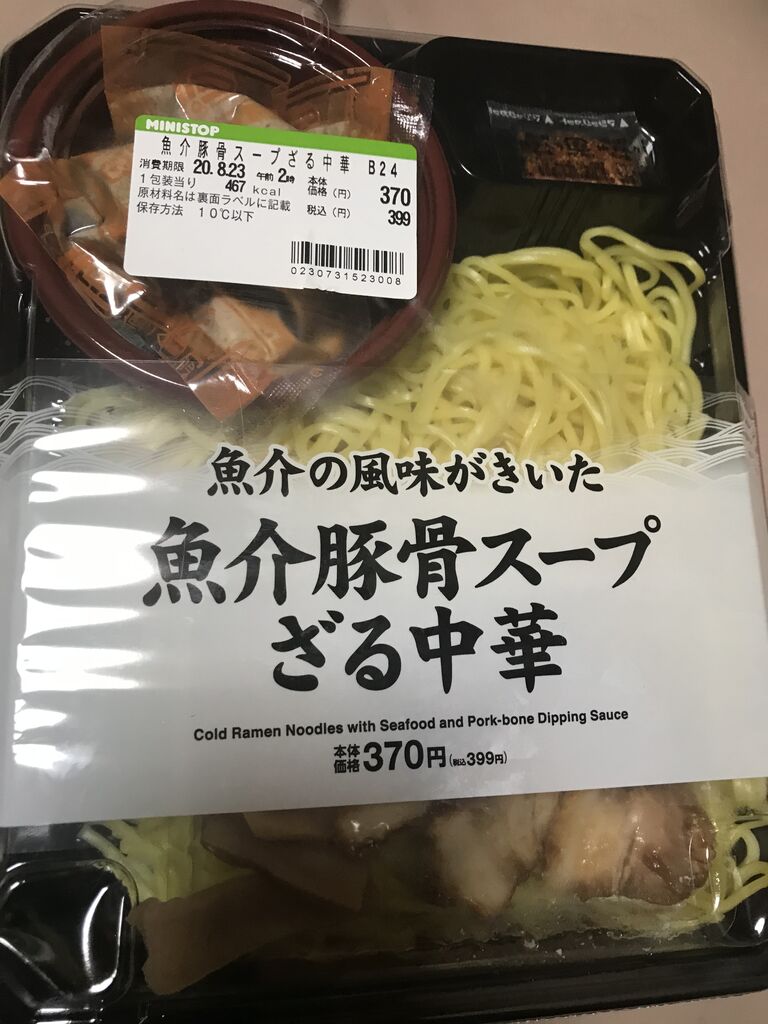 MINISTOP
魚介豚骨スープざる中華 B24
消費期限 20.8.23 午前 2時
1包装当り 467 kcal
原材料名は裏面ラベルに記載
保存方法 10℃以下
本体価格(円) 370
税込(円) 399
0230731523008
魚介の風味がきいた
魚介豚骨スープ
ざる中華
Cold Ramen Noodles with Seafood and Pork-bone Dipping Sauce
本体価格370円(税込399円)